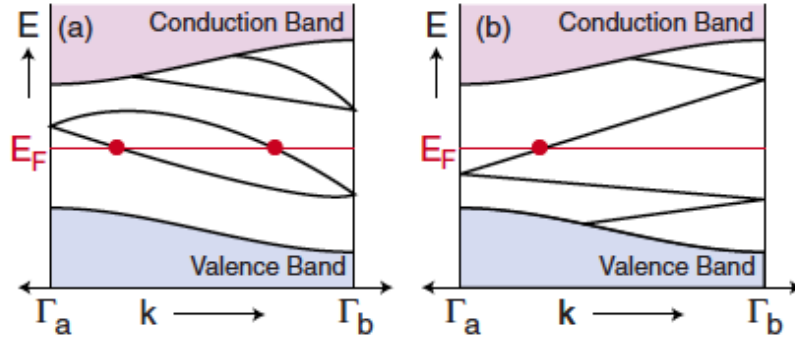 E (a) Conduction Band
E_F
Valence Band
Γ_a k Γ_b
E (b) Conduction Band
E_F
Valence Band
Γ_a k Γ_b